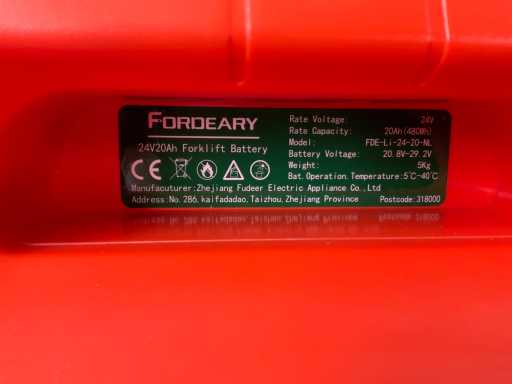 FORDEARY
24V20Ah Forklift Battery
Rate Voltage: 24V
Rate Capacity: 20Ah(480Wh)
Model: FDE-Li-24-20-NL
Battery Voltage: 20.8V-29.2V
Weight: 5Kg
Bat.Operation.Temperature:5℃-40℃
CE
Manufacuturer:Zhejiang Fudeer Electric Appliance Co.,Ltd
Address:No.286,kaifadadao,Taizhou,Zhejiang Province Postcode:318000